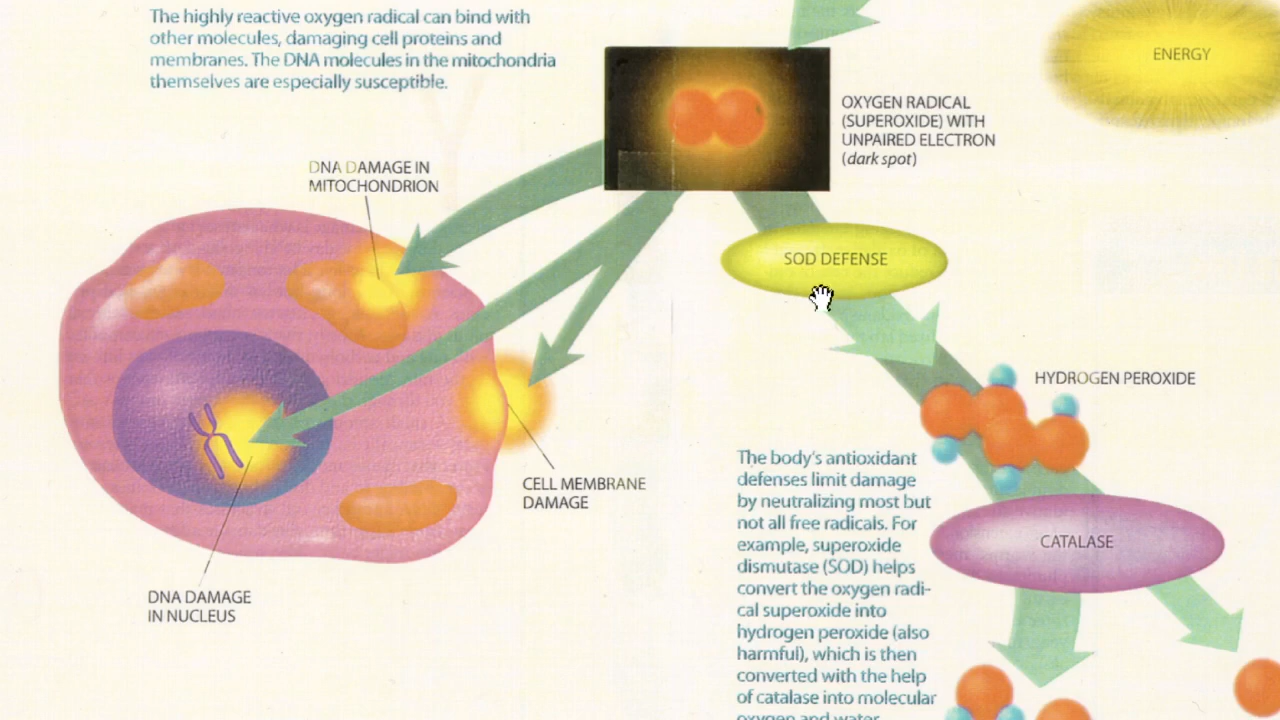 The highly reactive oxygen radical can bind with
other molecules, damaging cell proteins and
membranes. The DNA molecules in the mitochondria
themselves are especially susceptible.
ENERGY
OXYGEN RADICAL
(SUPEROXIDE) WITH
UNPAIRED ELECTRON
(dark spot)
DNA DAMAGE IN
MITOCHONDRION
SOD DEFENSE
HYDROGEN PEROXIDE
CELL MEMBRANE
DAMAGE
DNA DAMAGE
IN NUCLEUS
The body's antioxidant
defenses limit damage
by neutralizing most but
not all free radicals. For
example, superoxide
dismutase (SOD) helps
convert the oxygen radi-
cal superoxide into
hydrogen peroxide (also
harmful), which is then
converted with the help
of catalase into molecular
oxygen and water
CATALASE